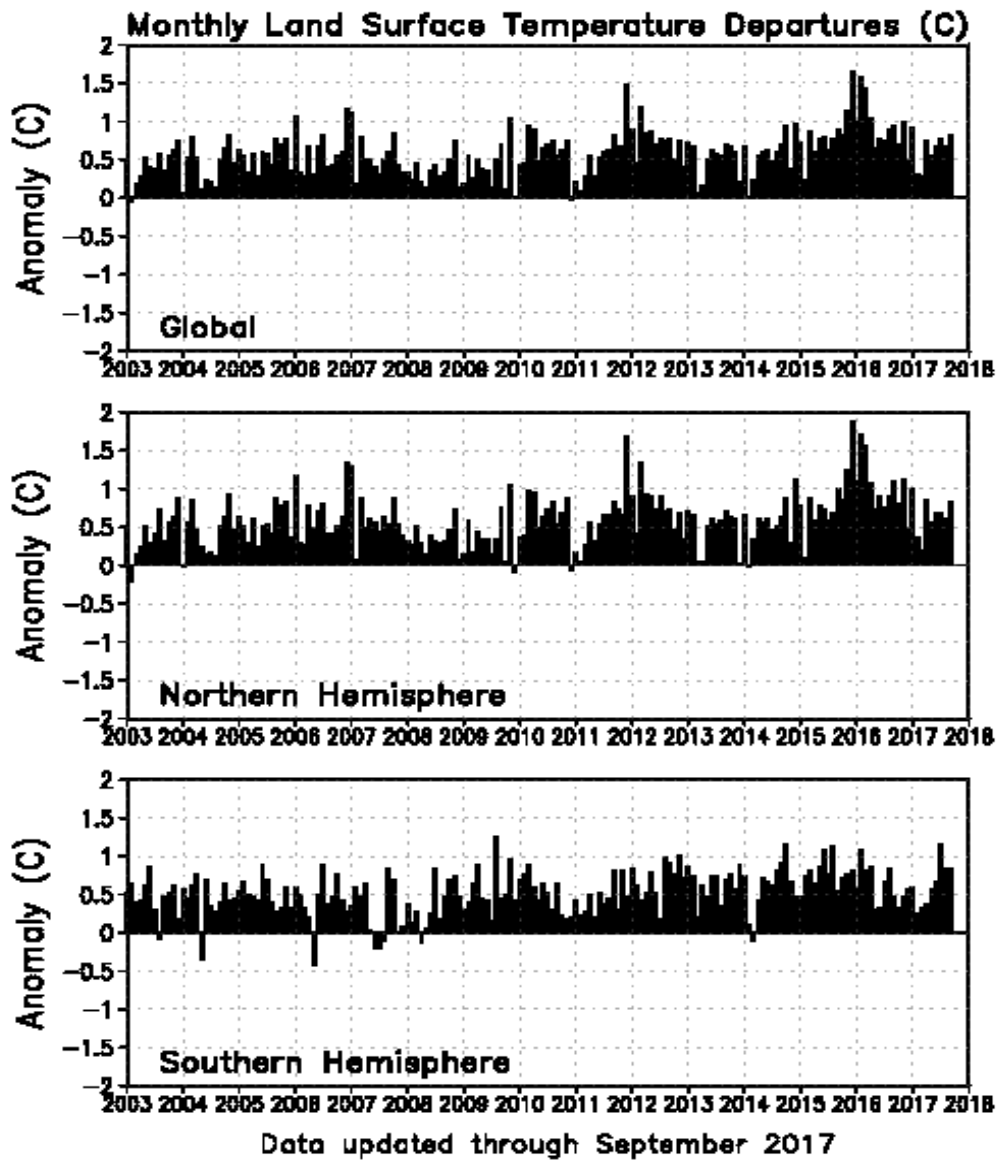 Monthly Land Surface Temperature Departures (C)
Anomaly (C)
2
1.5
1
0.5
0
-0.5
-1
-1.5
-2
Global
2003 2004 2005 2006 2007 2008 2009 2010 2011 2012 2013 2014 2015 2016 2017 2018
Anomaly (C)
2
1.5
1
0.5
0
-0.5
-1
-1.5
-2
Northern Hemisphere
2003 2004 2005 2006 2007 2008 2009 2010 2011 2012 2013 2014 2015 2016 2017 2018
Anomaly (C)
2
1.5
1
0.5
0
-0.5
-1
-1.5
-2
Southern Hemisphere
2003 2004 2005 2006 2007 2008 2009 2010 2011 2012 2013 2014 2015 2016 2017 2018
Data updated through September 2017